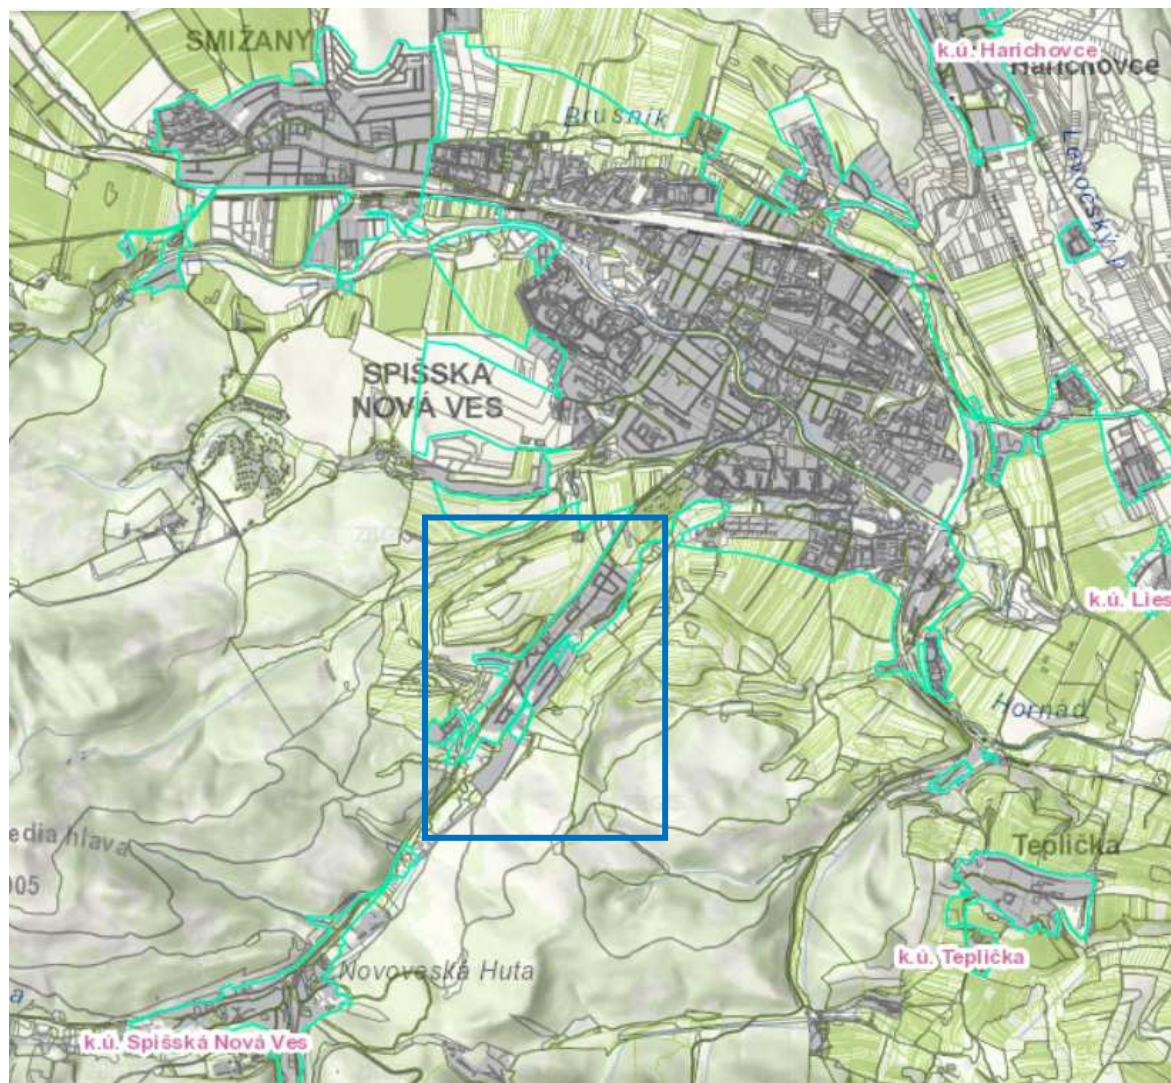 SMIŽANY
k.ú. Harichovce
Harichovce
Brusník
Levočský p
SPIŠSKÁ
NOVÁ VES
k.ú. Lies
Hornád
edia hlava
005
Teplička
k.ú. Teplička
Novoveská Huta
a,
k.ú. Spišská Nová Ves